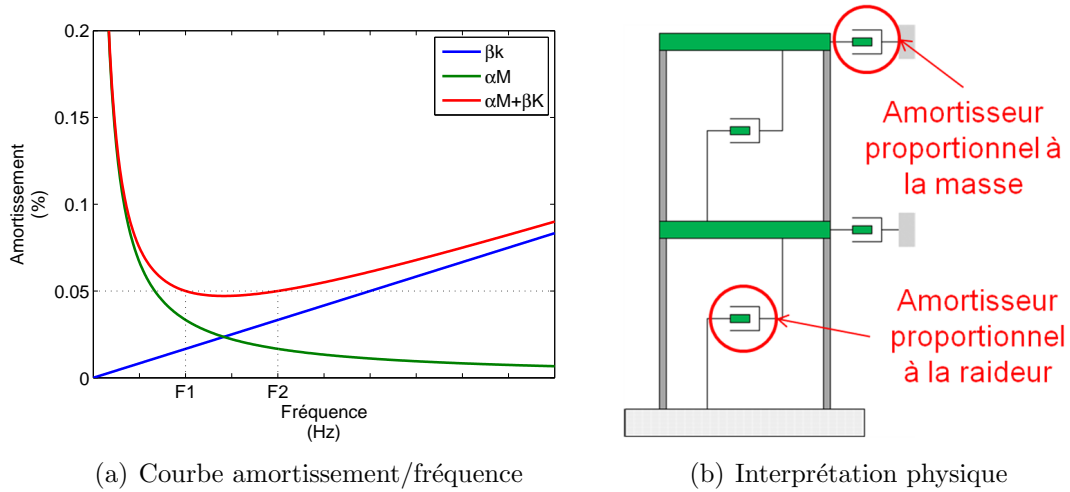 0.2
0.15
0.1
0.05
0
Amortissement
(%)
βk
αM
αM+βK
F1
F2
Fréquence
(Hz)
(a) Courbe amortissement/fréquence
Amortisseur
proportionnel à
la masse
Amortisseur
proportionnel
à la raideur
(b) Interprétation physique